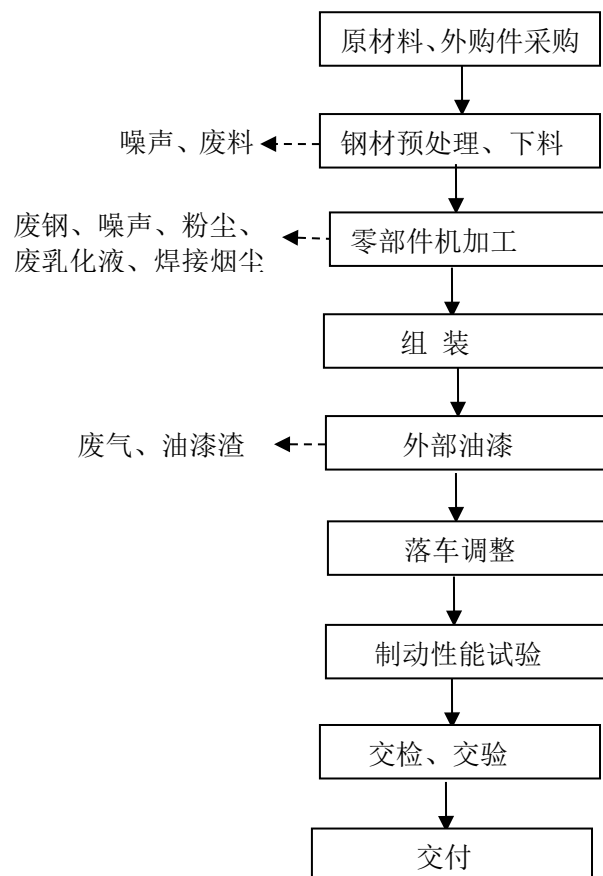 原材料、外购件采购
噪声、废料
钢材预处理、下料
废钢、噪声、粉尘、
废乳化液、焊接烟尘
零部件机加工
组 装
废气、油漆渣
外部油漆
落车调整
制动性能试验
交检、交验
交付